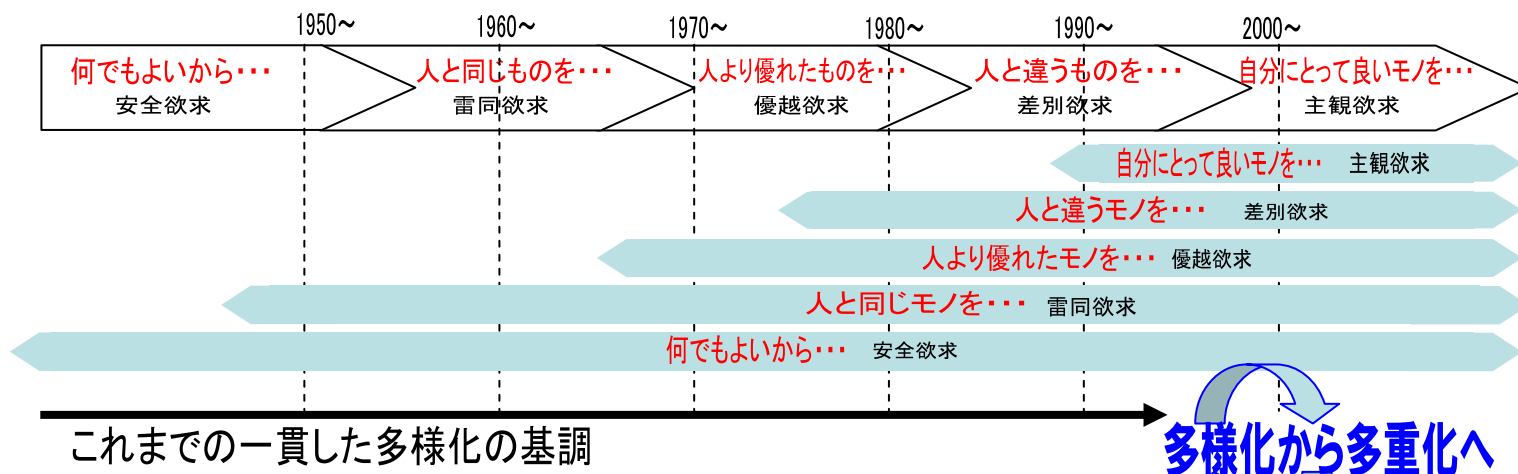 1950～ 1960～ 1970～ 1980～ 1990～ 2000～
何でもよいから・・・ 人と同じものを・・・ 人より優れたものを・・・ 人と違うものを・・・ 自分にとって良いモノを・・・
安全欲求 雷同欲求 優越欲求 差別欲求 主観欲求
自分にとって良いモノを・・・ 主観欲求
人と違うモノを・・・ 差別欲求
人より優れたモノを・・・ 優越欲求
人と同じモノを・・・ 雷同欲求
何でもよいから・・・ 安全欲求
これまでの一貫した多様化の基調
多様化から多重化へ